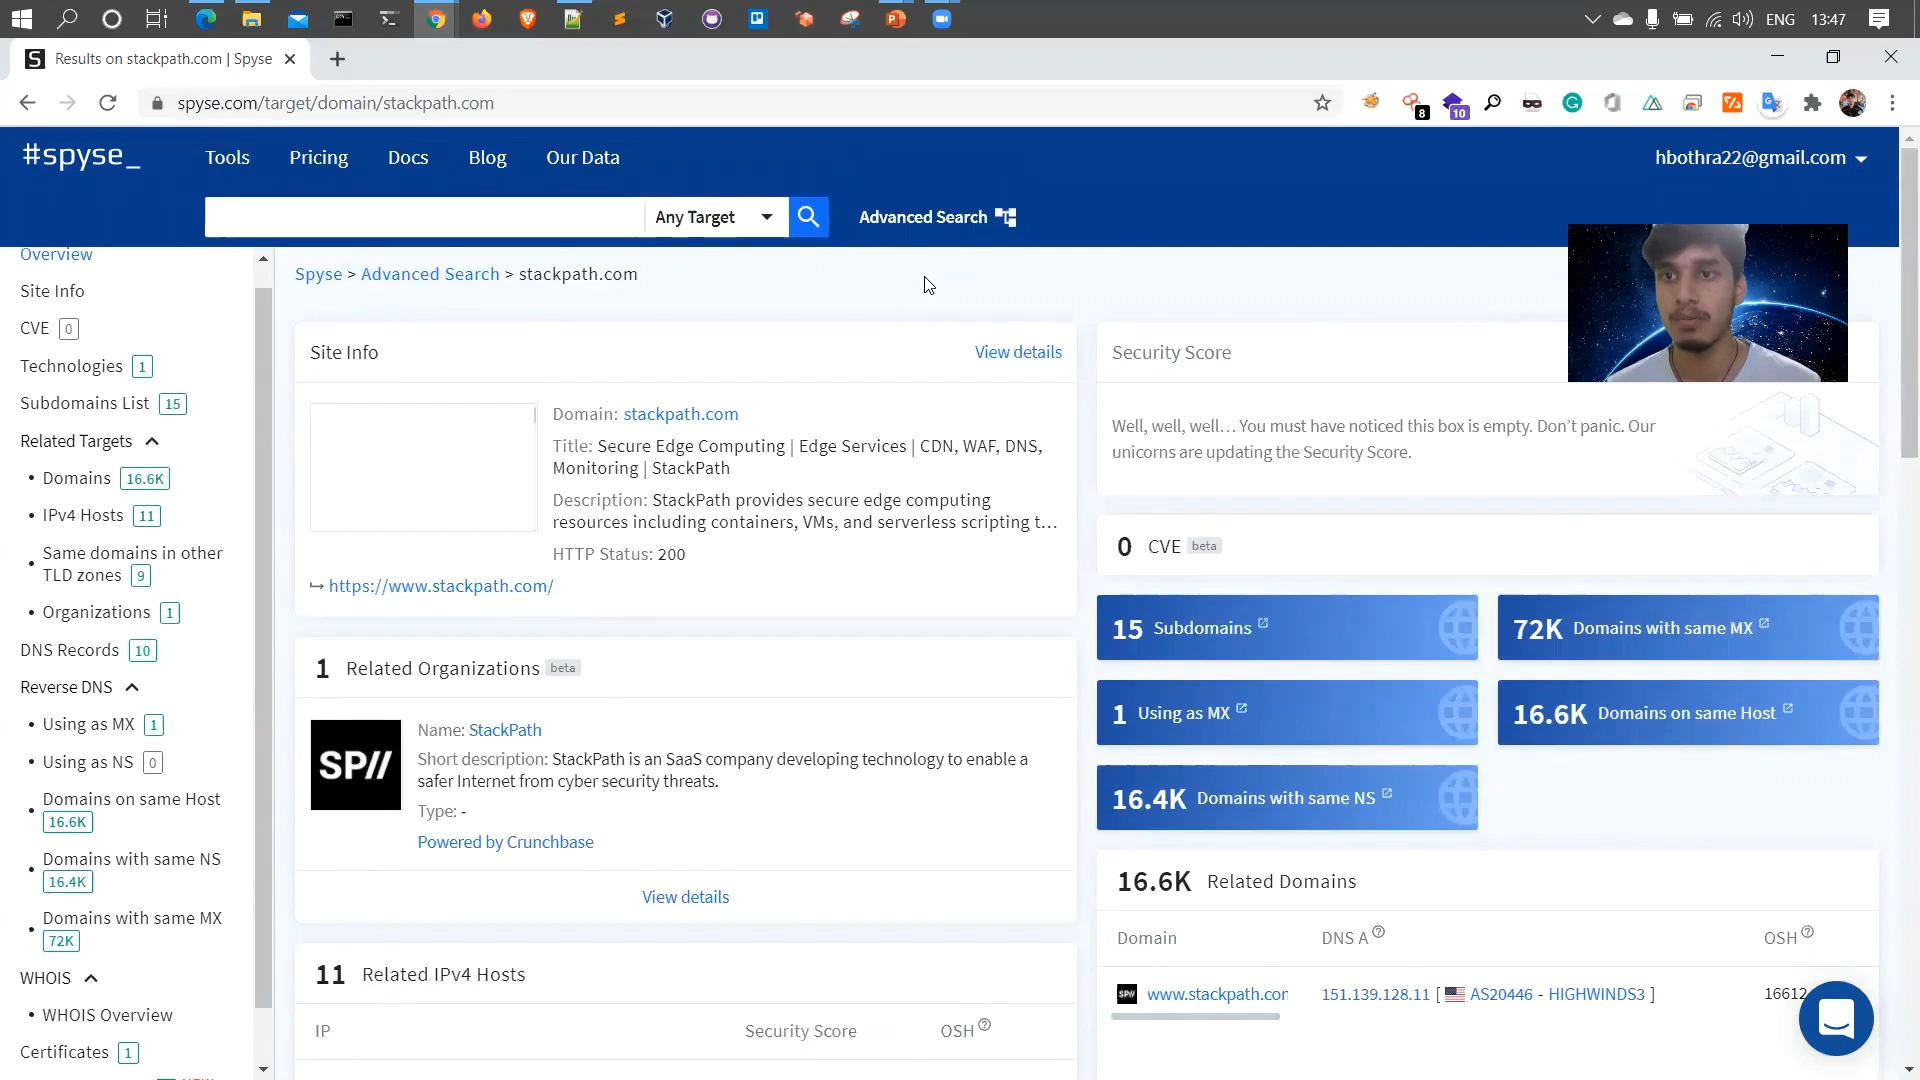 ENG
13:47
Results on stackpath.com | Spyse
spyse.com/target/domain/stackpath.com
8
10
#spyse_
Tools
Pricing
Docs
Blog
Our Data
hbothra22@gmail.com
Any Target
Advanced Search
Overview
Site Info
CVE 0
Technologies 1
Subdomains List 15
Related Targets
• Domains 16.6K
• IPv4 Hosts 11
• Same domains in other
TLD zones 9
• Organizations 1
DNS Records 10
Reverse DNS
• Using as MX 1
• Using as NS 0
• Domains on same Host
16.6K
• Domains with same NS
16.4K
• Domains with same MX
72K
WHOIS
• WHOIS Overview
Certificates 1
Spyse > Advanced Search > stackpath.com
Site Info
View details
Domain: stackpath.com
Title: Secure Edge Computing | Edge Services | CDN, WAF, DNS,
Monitoring | StackPath
Description: StackPath provides secure edge computing
resources including containers, VMs, and serverless scripting t...
HTTP Status: 200
↪ https://www.stackpath.com/
1 Related Organizations beta
SP//
Name: StackPath
Short description: StackPath is an SaaS company developing technology to enable a
safer Internet from cyber security threats.
Type: -
Powered by Crunchbase
View details
11 Related IPv4 Hosts
IP
Security Score
OSH
Security Score
Well, well, well… You must have noticed this box is empty. Don't panic. Our
unicorns are updating the Security Score.
0 CVE beta
15 Subdomains
72K Domains with same MX
1 Using as MX
16.6K Domains on same Host
16.4K Domains with same NS
16.6K Related Domains
Domain
DNS A
OSH
SP//
www.stackpath.cor
151.139.128.11 [ AS20446 - HIGHWINDS3 ]
16612